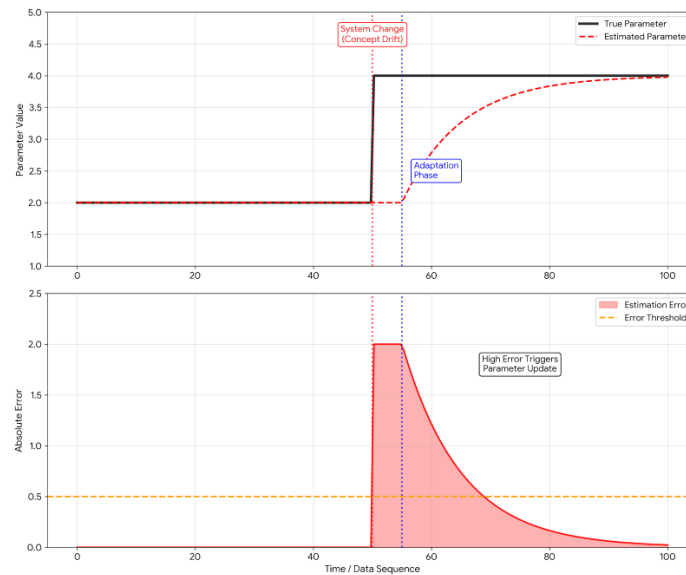 5.0
4.5
4.0
3.5
3.0
2.5
2.0
1.5
1.0
Parameter Value
System Change
(Concept Drift)
True Parameter
Estimated Parameter
Adaptation
Phase
0
20
40
60
80
100
2.5
2.0
1.5
1.0
0.5
0.0
Absolute Error
Estimation Error
Error Threshold
High Error Triggers
Parameter Update
0
20
40
60
80
100
Time / Data Sequence